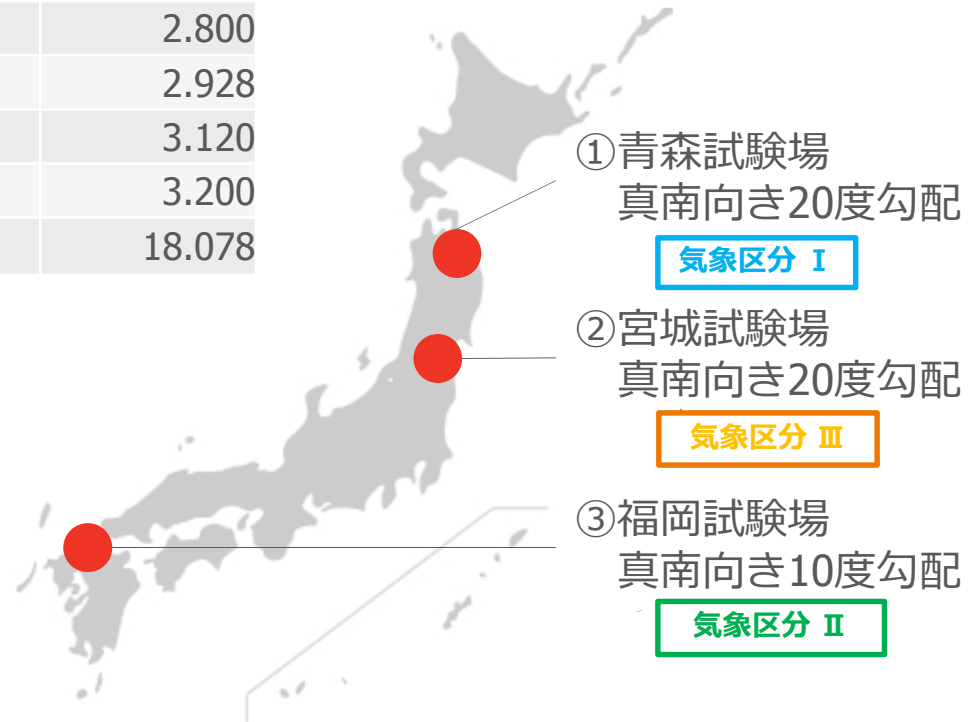 2.800
2.928
3.120
3.200
18.078
①青森試験場
真南向き20度勾配
気象区分 Ⅰ
②宮城試験場
真南向き20度勾配
気象区分 Ⅲ
③福岡試験場
真南向き10度勾配
気象区分 Ⅱ